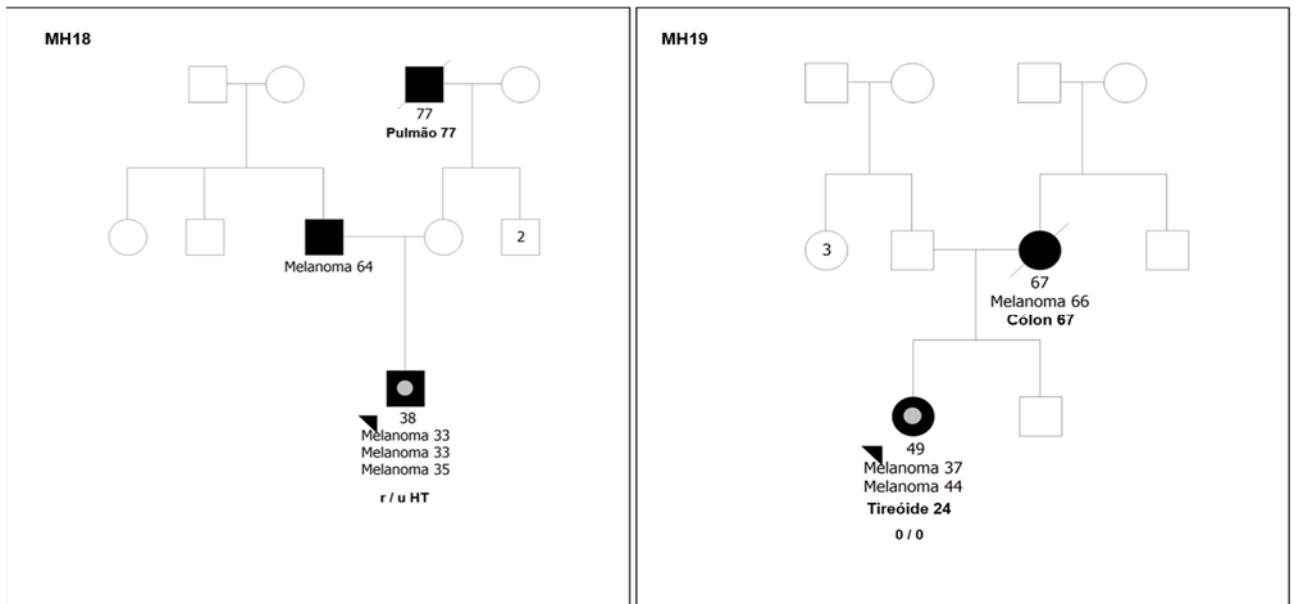 MH18
77
Pulmão 77
2
Melanoma 64
38
Melanoma 33
Melanoma 33
Melanoma 35
r / u HT
MH19
3
67
Melanoma 66
Cólon 67
49
Melanoma 37
Melanoma 44
Tireóide 24
0 / 0